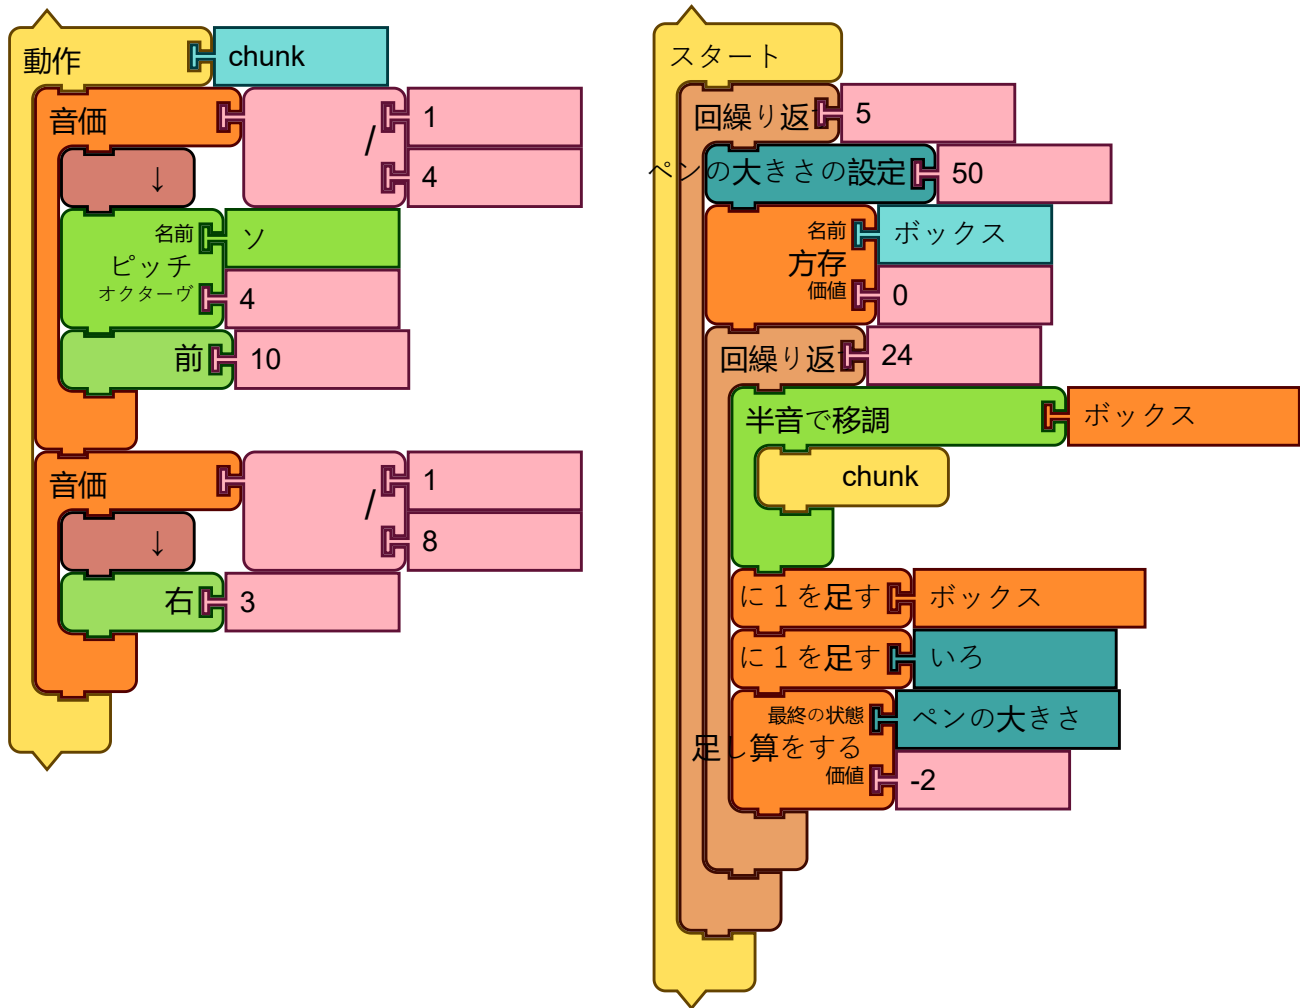 動作 chunk
音価 / 1
4
↓
名前 ソ
ピッチ
オクターヴ 4
前 10
音価 / 1
8
↓
右 3
スタート
回繰り返す 5
ペンの大きさの設定 50
名前 ボックス
方存
価値 0
回繰り返す 24
半音で移調 ボックス
chunk
に 1 を足す ボックス
に 1 を足す いろ
最終の状態 ペンの大きさ
足し算をする
価値 -2